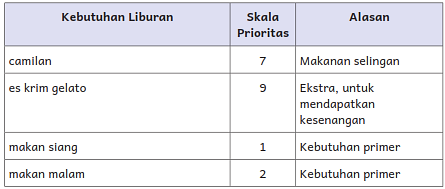 Kebutuhan Liburan Skala Prioritas Alasan
camilan 7 Makanan selingan
es krim gelato 9 Ekstra, untuk
mendapatkan
kesenangan
makan siang 1 Kebutuhan primer
makan malam 2 Kebutuhan primer